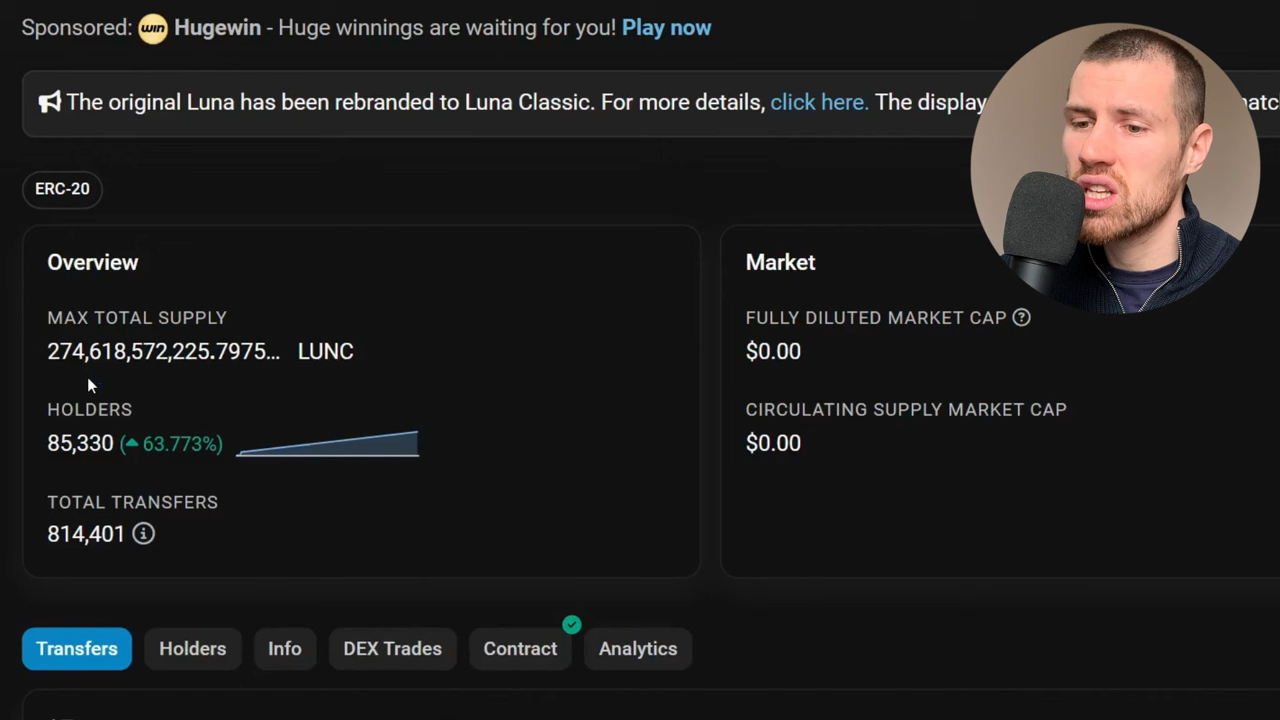 Sponsored: WIN Hugewin - Huge winnings are waiting for you! Play now
The original Luna has been rebranded to Luna Classic. For more details, click here. The display
ERC-20
Overview
MAX TOTAL SUPPLY
274,618,572,225.7975... LUNC
HOLDERS
85,330 (63.773%)
TOTAL TRANSFERS
814,401
Market
FULLY DILUTED MARKET CAP
$0.00
CIRCULATING SUPPLY MARKET CAP
$0.00
Transfers Holders Info DEX Trades Contract Analytics